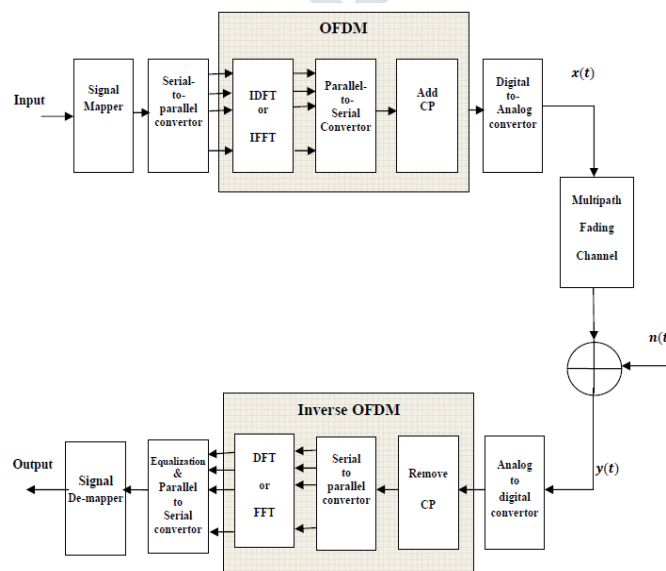 OFDM
Input
Signal
Mapper
Serial-
to-
parallel
convertor
IDFT
or
IFFT
Parallel-
to-
Serial
Convertor
Add
CP
Digital
to-
Analog
convertor
x(t)
Multipath
Fading
Channel
n(t
y(t)
Inverse OFDM
Output
Signal
De-mapper
Equalization
&
Parallel
to
Serial
convertor
DFT
or
FFT
Serial
to
parallel
convertor
Remove
CP
Analog
to
digital
convertor